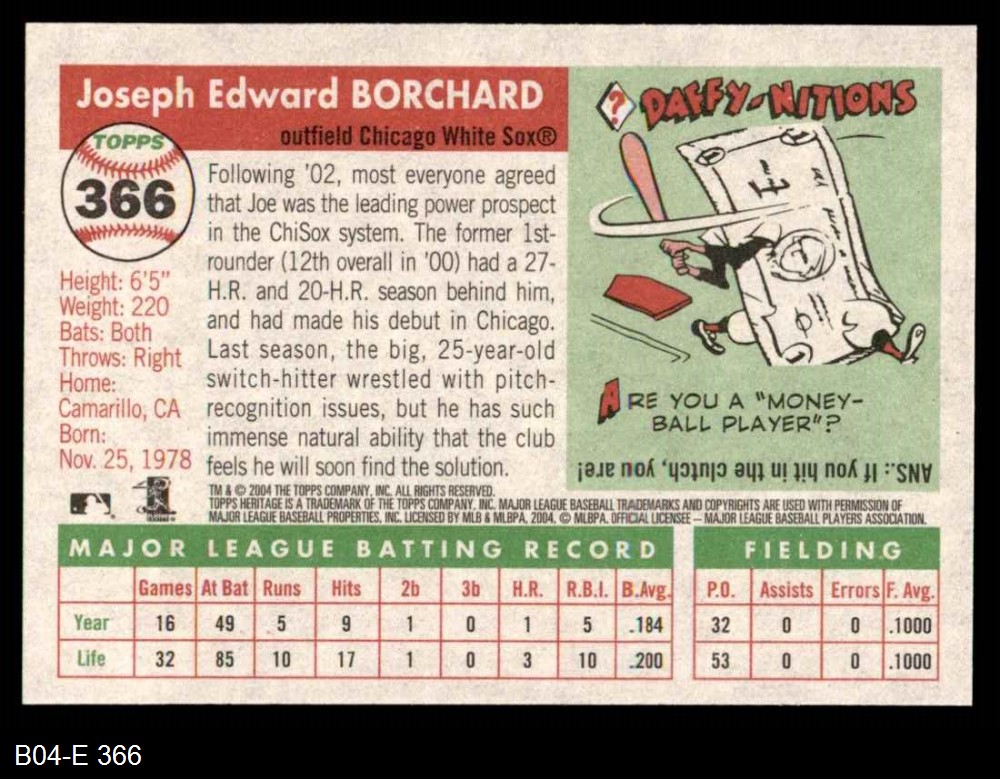 Joseph Edward BORCHARD
outfield Chicago White Sox®
TOPPS
366
Height: 6'5"
Weight: 220
Bats: Both
Throws: Right
Home:
Camarillo, CA
Born:
Nov. 25, 1978
Following '02, most everyone agreed
that Joe was the leading power prospect
in the ChiSox system. The former 1st-
rounder (12th overall in '00) had a 27-
H.R. and 20-H.R. season behind him,
and had made his debut in Chicago.
Last season, the big, 25-year-old
switch-hitter wrestled with pitch-
recognition issues, but he has such
immense natural ability that the club
feels he will soon find the solution.
? DAFFY-NITIONS
1
ARE YOU A "MONEY-
BALL PLAYER"?
ANS.: If you hit in the clutch, you are!
TM & © 2004 THE TOPPS COMPANY, INC. ALL RIGHTS RESERVED.
TOPPS HERITAGE IS A TRADEMARK OF THE TOPPS COMPANY, INC. MAJOR LEAGUE BASEBALL TRADEMARKS AND COPYRIGHTS ARE USED WITH PERMISSION OF
MAJOR LEAGUE BASEBALL PROPERTIES, INC. LICENSED BY MLB & MLBPA, 2004. © MLBPA. OFFICIAL LICENSEE – MAJOR LEAGUE BASEBALL PLAYERS ASSOCIATION.
MAJOR LEAGUE BATTING RECORD FIELDING
Games At Bat Runs Hits 2b 3b H.R. R.B.I. B.Avg. P.O. Assists Errors F. Avg.
Year 16 49 5 9 1 0 1 5 .184 32 0 0 .1000
Life 32 85 10 17 1 0 3 10 .200 53 0 0 .1000
B04-E 366